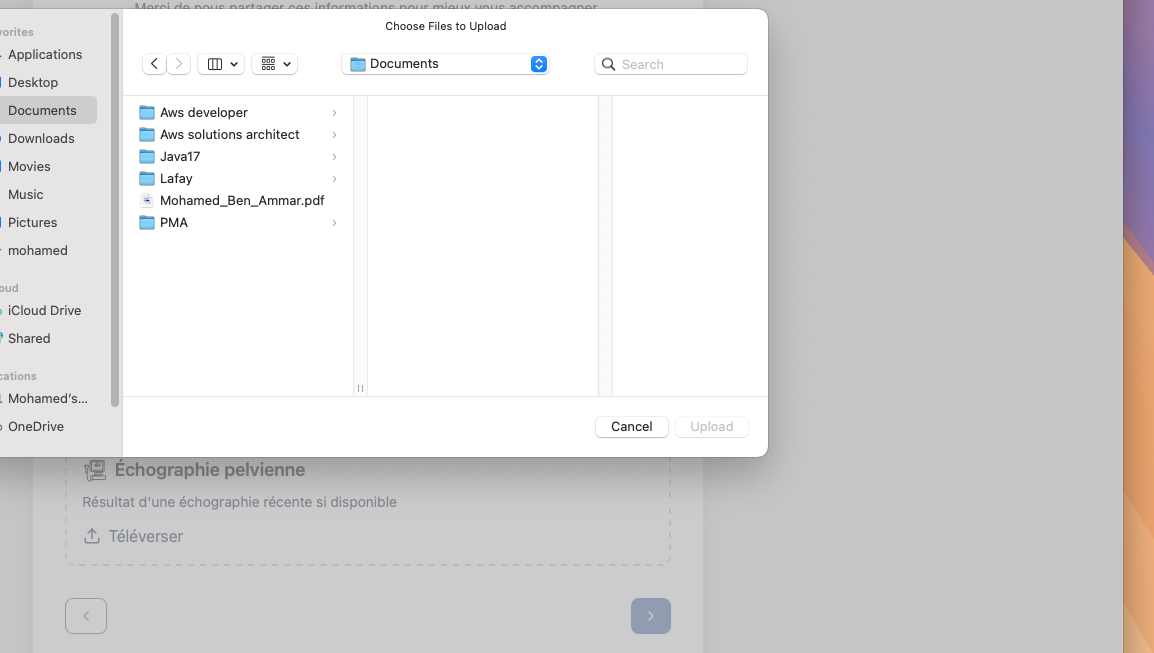 Merci de nous partager ces informations pour mieux vous accompagner
Choose Files to Upload
vorites
Applications
Desktop
Documents
Downloads
Movies
Music
Pictures
mohamed
oud
iCloud Drive
Shared
cations
Mohamed's...
OneDrive
Documents
Search
Aws developer
Aws solutions architect
Java17
Lafay
Mohamed_Ben_Ammar.pdf
PMA
Cancel
Upload
Échographie pelvienne
Résultat d'une échographie récente si disponible
Téléverser